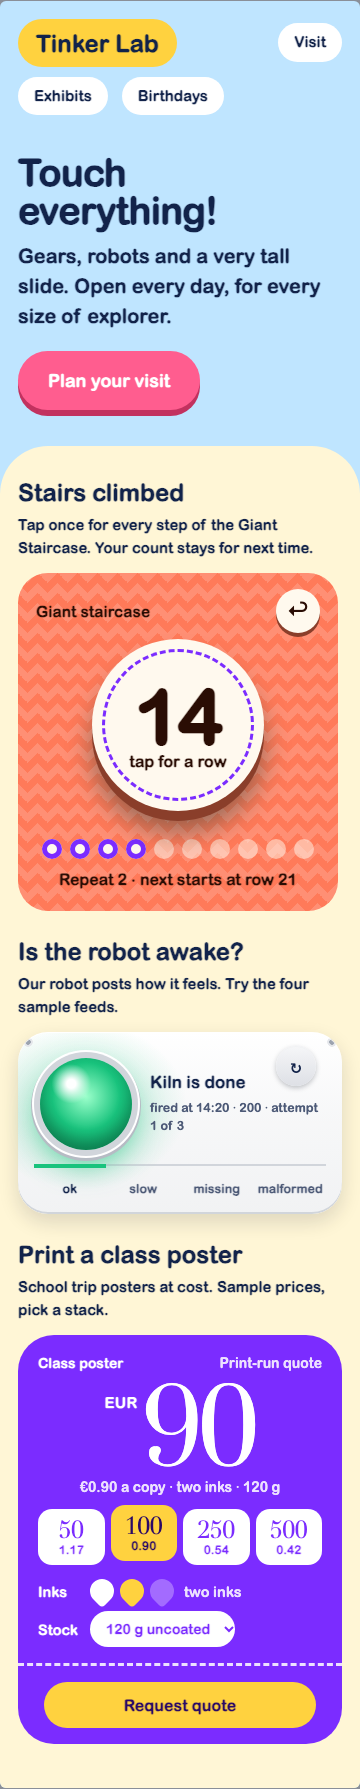 Tinker Lab
Visit
Exhibits
Birthdays
Touch
everything!
Gears, robots and a very tall
slide. Open every day, for every
size of explorer.
Plan your visit
Stairs climbed
Tap once for every step of the Giant
Staircase. Your count stays for next time.
Giant staircase
14
tap for a row
Repeat 2 · next starts at row 21
Is the robot awake?
Our robot posts how it feels. Try the four
sample feeds.
Kiln is done
fired at 14:20 · 200 · attempt
1 of 3
ok
slow
missing
malformed
Print a class poster
School trip posters at cost. Sample prices,
pick a stack.
Class poster
Print-run quote
EUR 90
€0.90 a copy · two inks · 120 g
50
1.17
100
0.90
250
0.54
500
0.42
Inks
two inks
Stock
120 g uncoated
Request quote